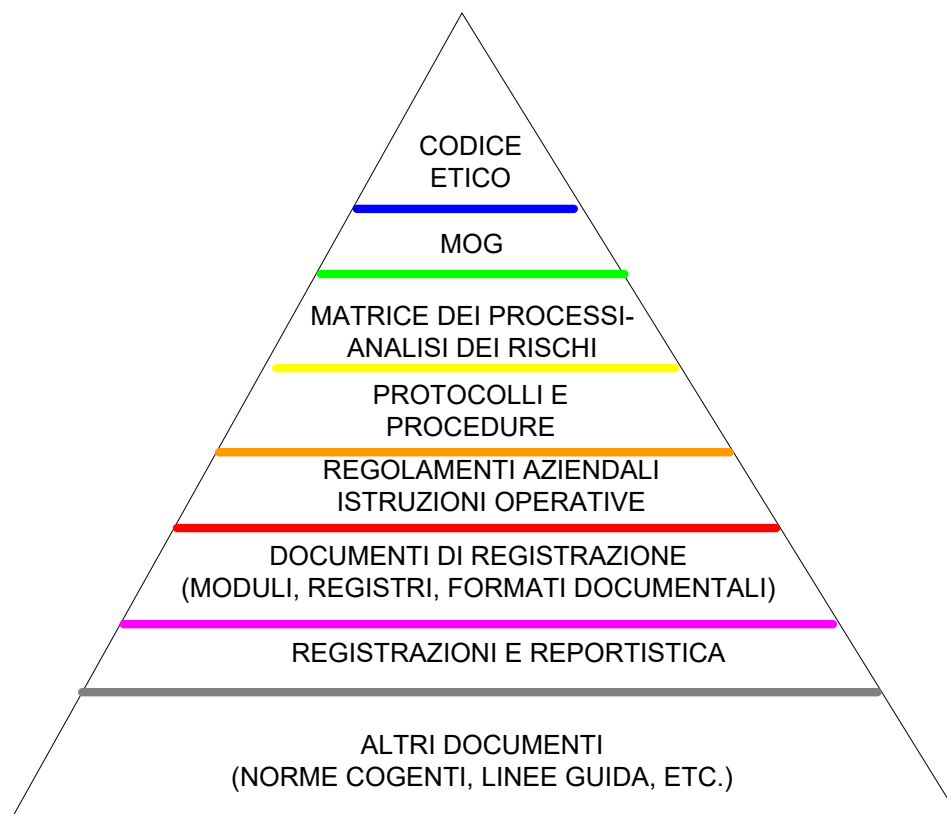 CODICE
ETICO
MOG
MATRICE DEI PROCESSI-
ANALISI DEI RISCHI
PROTOCOLLI E
PROCEDURE
REGOLAMENTI AZIENDALI
ISTRUZIONI OPERATIVE
DOCUMENTI DI REGISTRAZIONE
(MODULI, REGISTRI, FORMATI DOCUMENTALI)
REGISTRAZIONI E REPORTISTICA
ALTRI DOCUMENTI
(NORME COGENTI, LINEE GUIDA, ETC.)